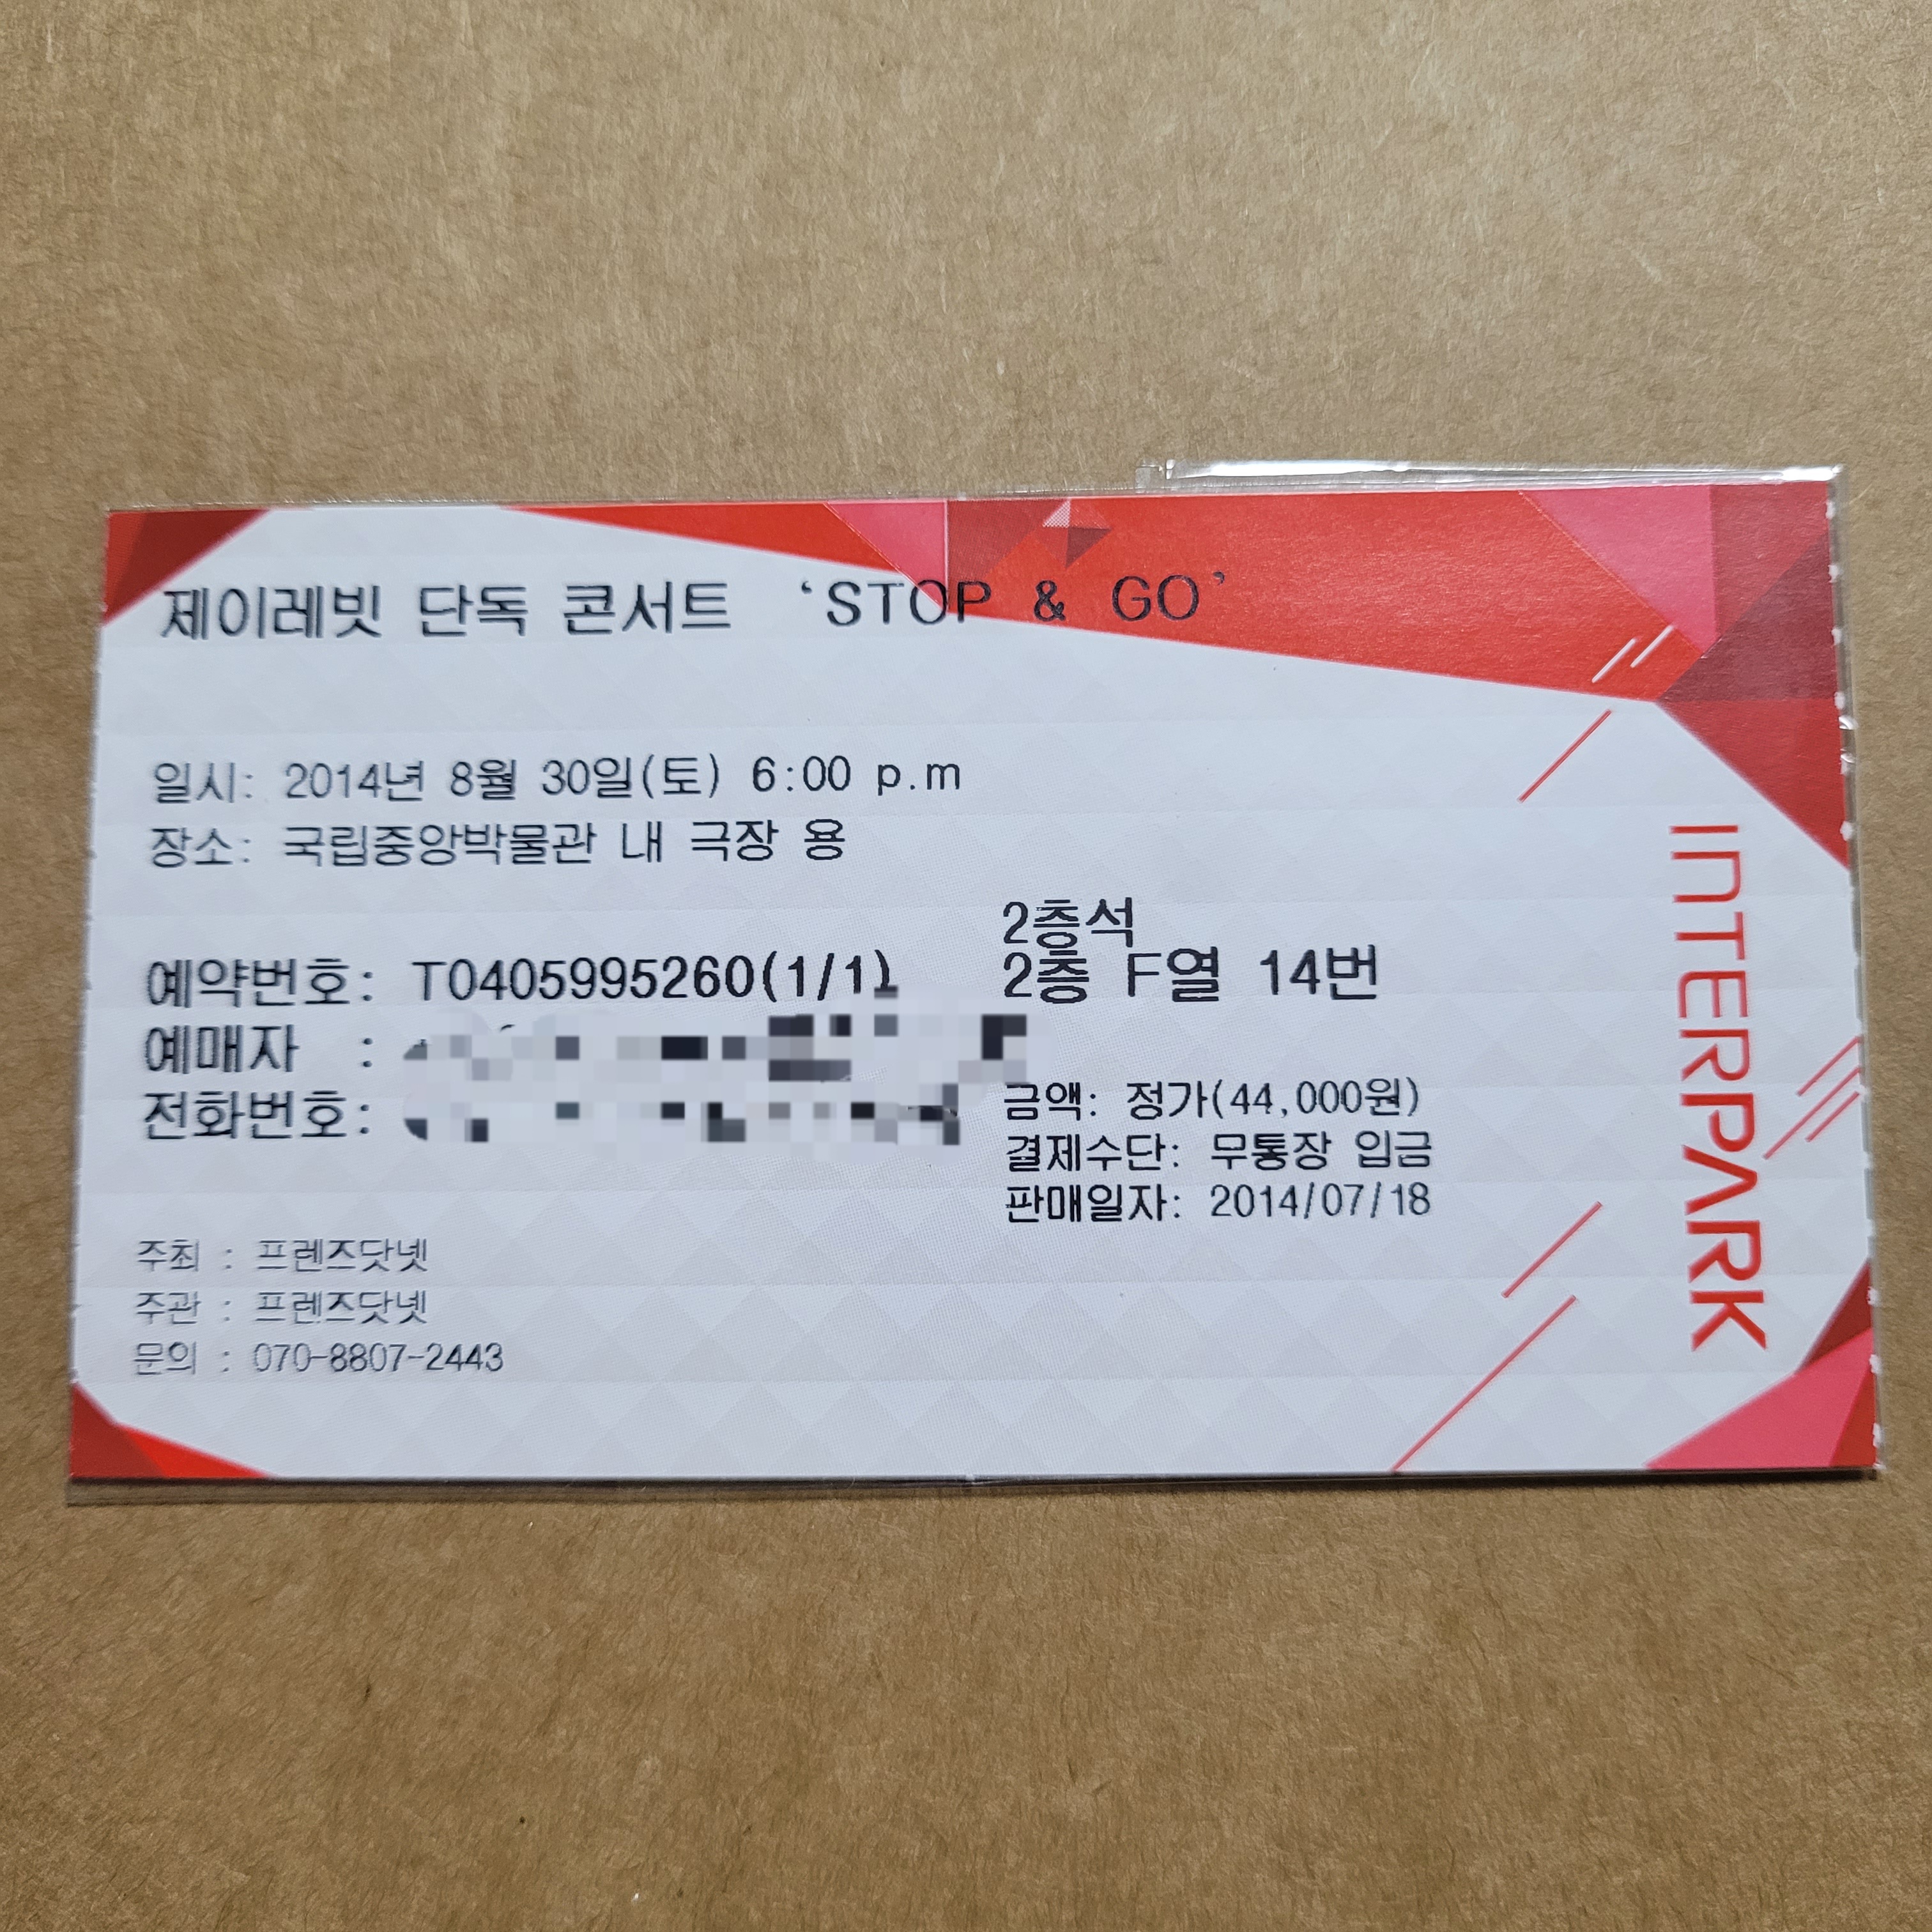 제이레빗 단독 콘서트 ‘STOP & GO’
일시: 2014년 8월 30일(토) 6:00 p.m
장소: 국립중앙박물관 내 극장 용
예약번호: T0405995260(1/1)
예매자 :
전화번호:
2층석
2층 F열 14번
금액: 정가(44,000원)
결제수단: 무통장 입금
판매일자: 2014/07/18
주최 : 프렌즈닷넷
주관 : 프렌즈닷넷
문의 : 070-8807-2443
INTERPARK